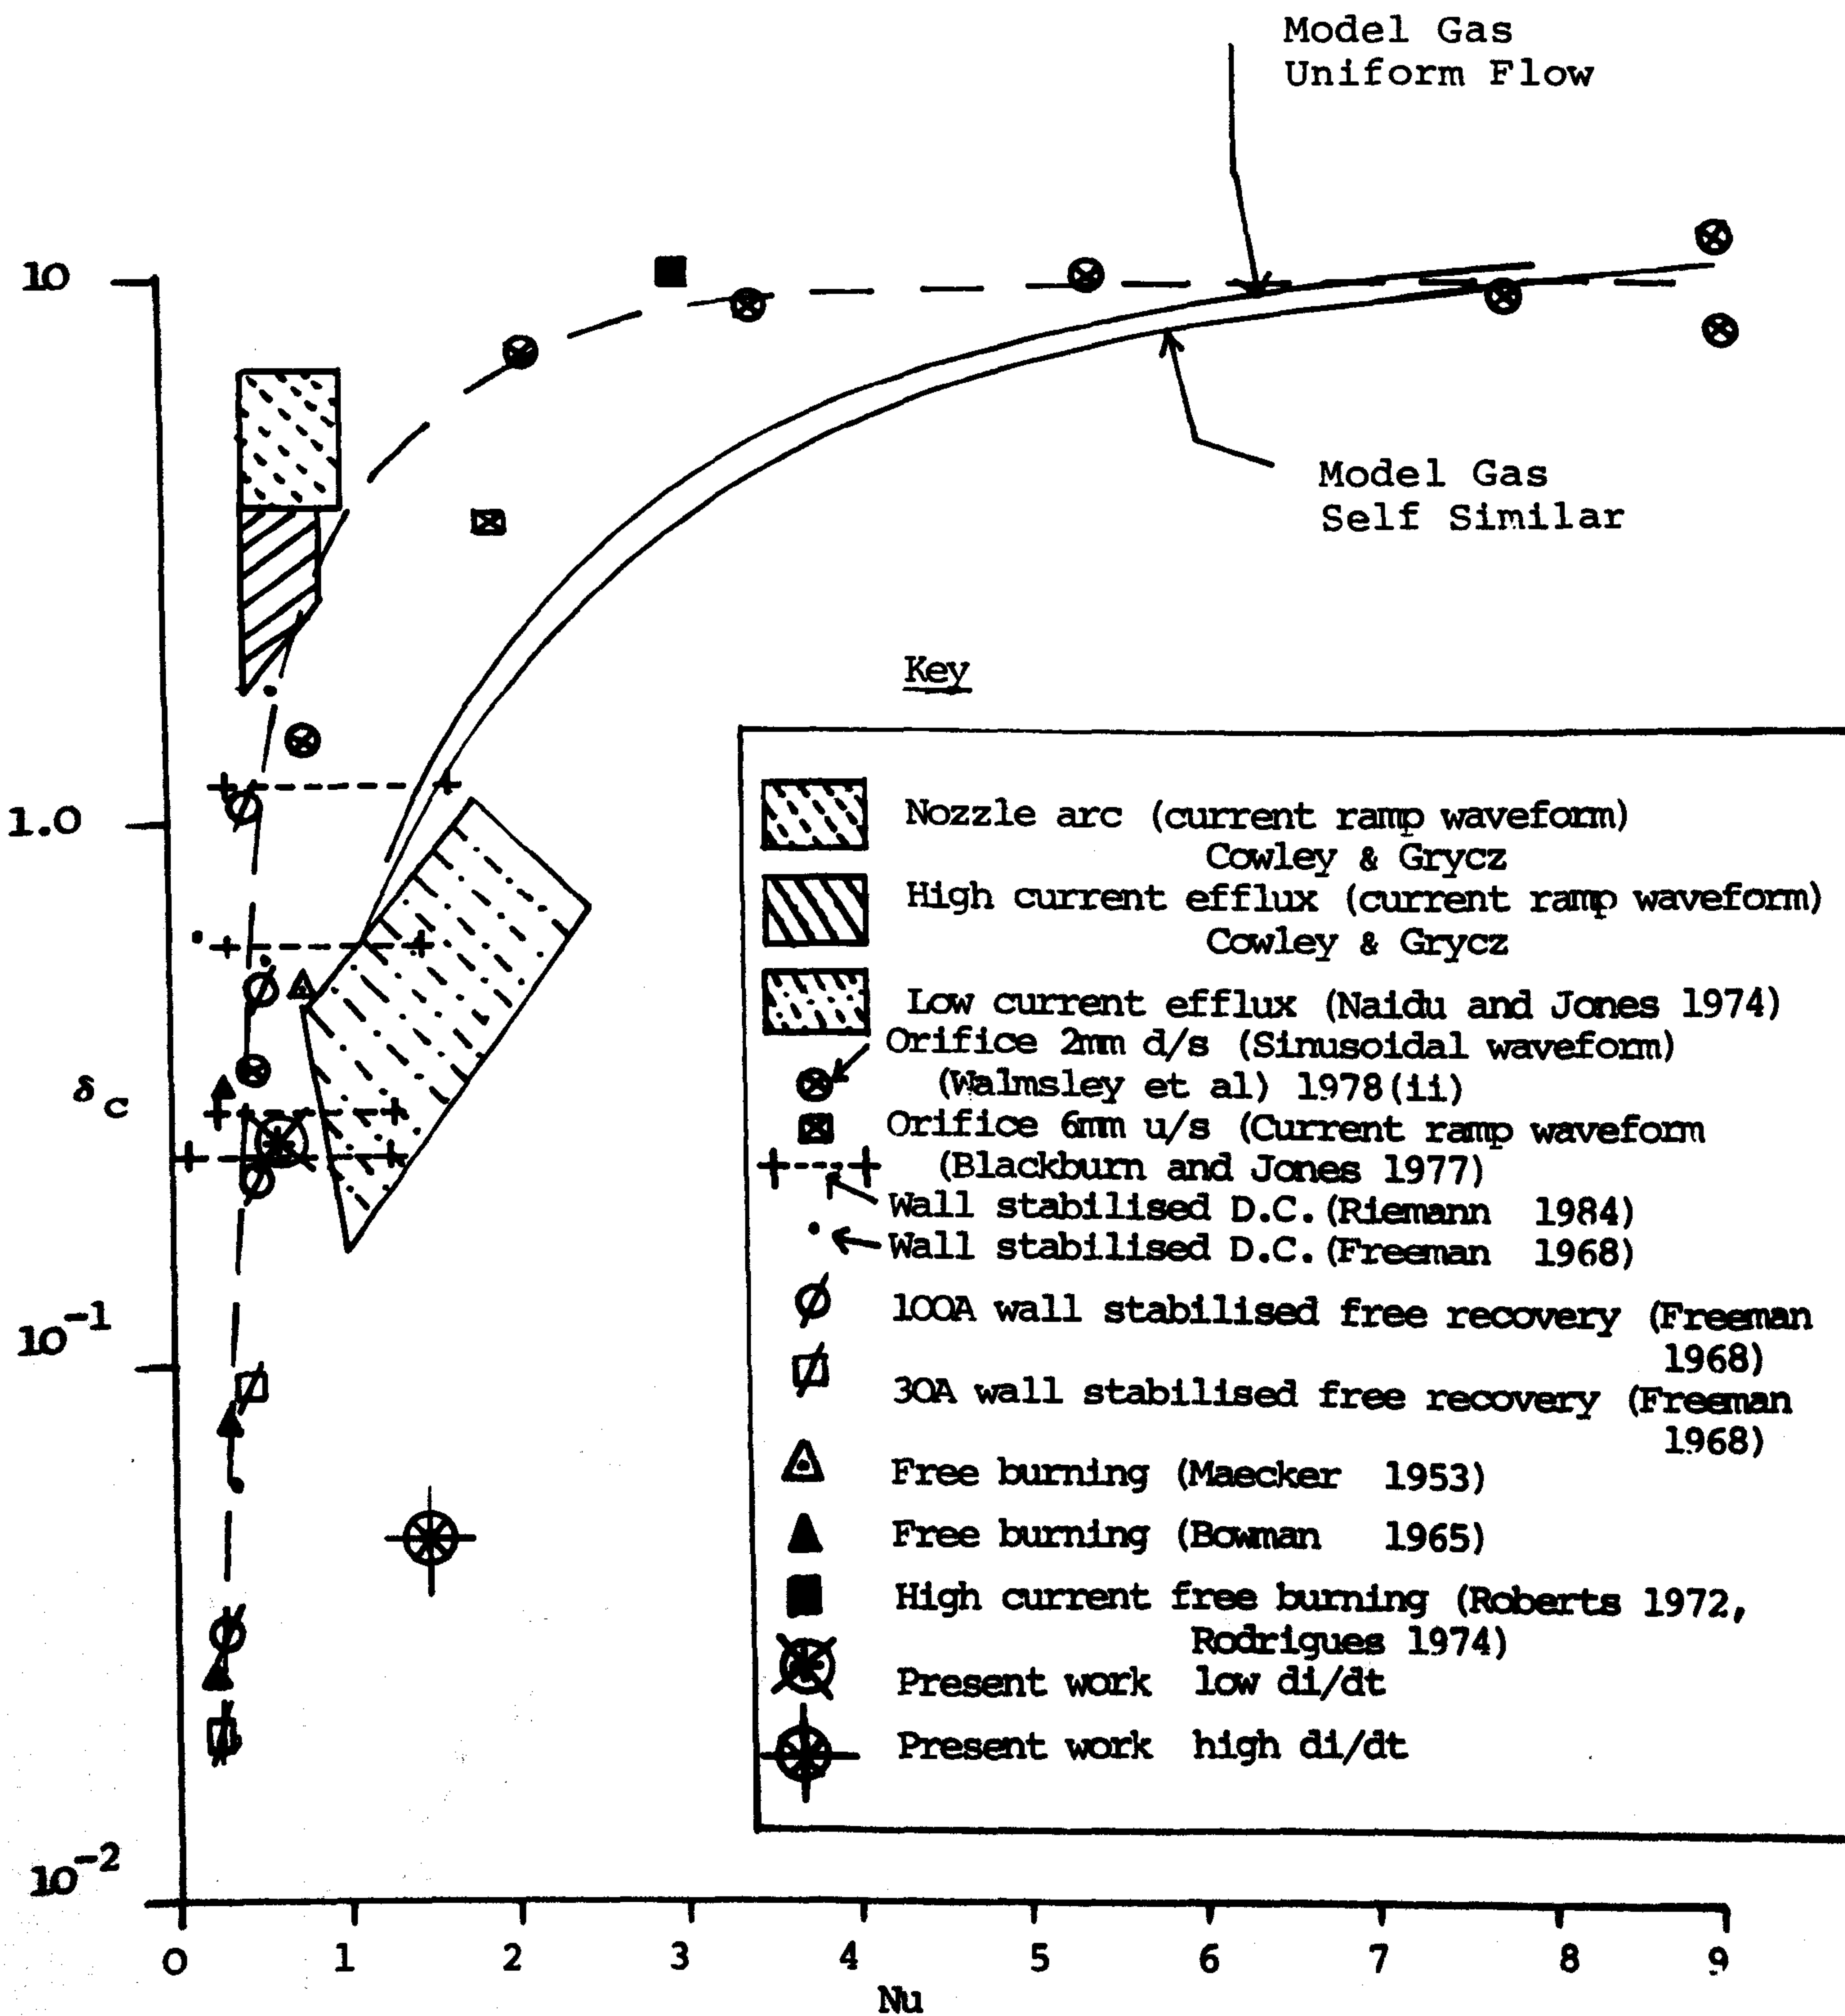 Model Gas
Uniform Flow
10
Model Gas
Self Similar
Key
1.0
Nozzle arc (current ramp waveform)
Cowley & Grycz
High current efflux (current ramp waveform)
Cowley & Grycz
Low current efflux (Naidu and Jones 1974)
Orifice 2mm d/s (Sinusoidal waveform)
(Walmsley et al) 1978(ii)
δc
Orifice 6mm u/s (Current ramp waveform
(Blackburn and Jones 1977)
Wall stabilised D.C. (Riemann 1984)
Wall stabilised D.C. (Freeman 1968)
10⁻¹
100A wall stabilised free recovery (Freeman
1968)
30A wall stabilised free recovery (Freeman
1968)
Free burning (Maecker 1953)
Free burning (Bowman 1965)
High current free burning (Roberts 1972,
Rodrigues 1974)
Present work low di/dt
Present work high di/dt
10⁻²
0 1 2 3 4 5 6 7 8 9
Nu